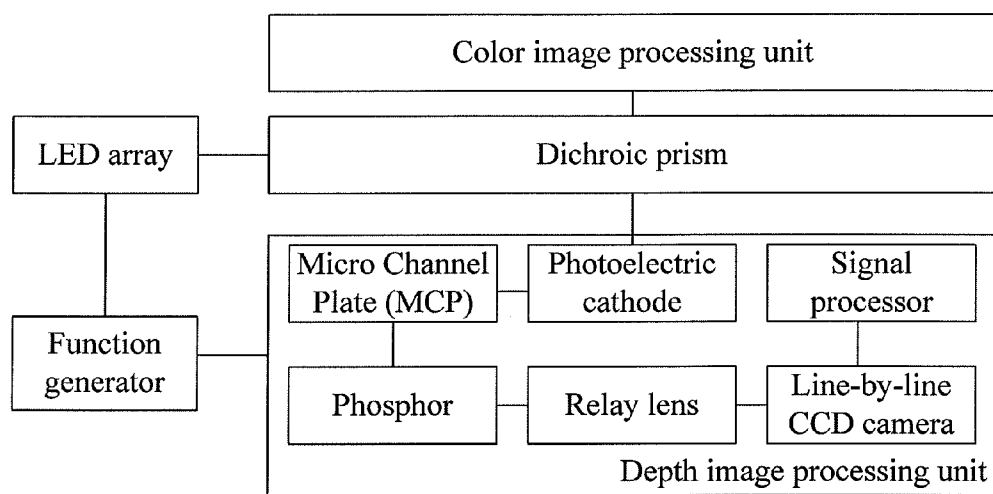 Color image processing unit
LED array
Dichroic prism
Micro Channel
Plate (MCP)
Photoelectric
cathode
Signal
processor
Function
generator
Phosphor
Relay lens
Line-by-line
CCD camera
Depth image processing unit